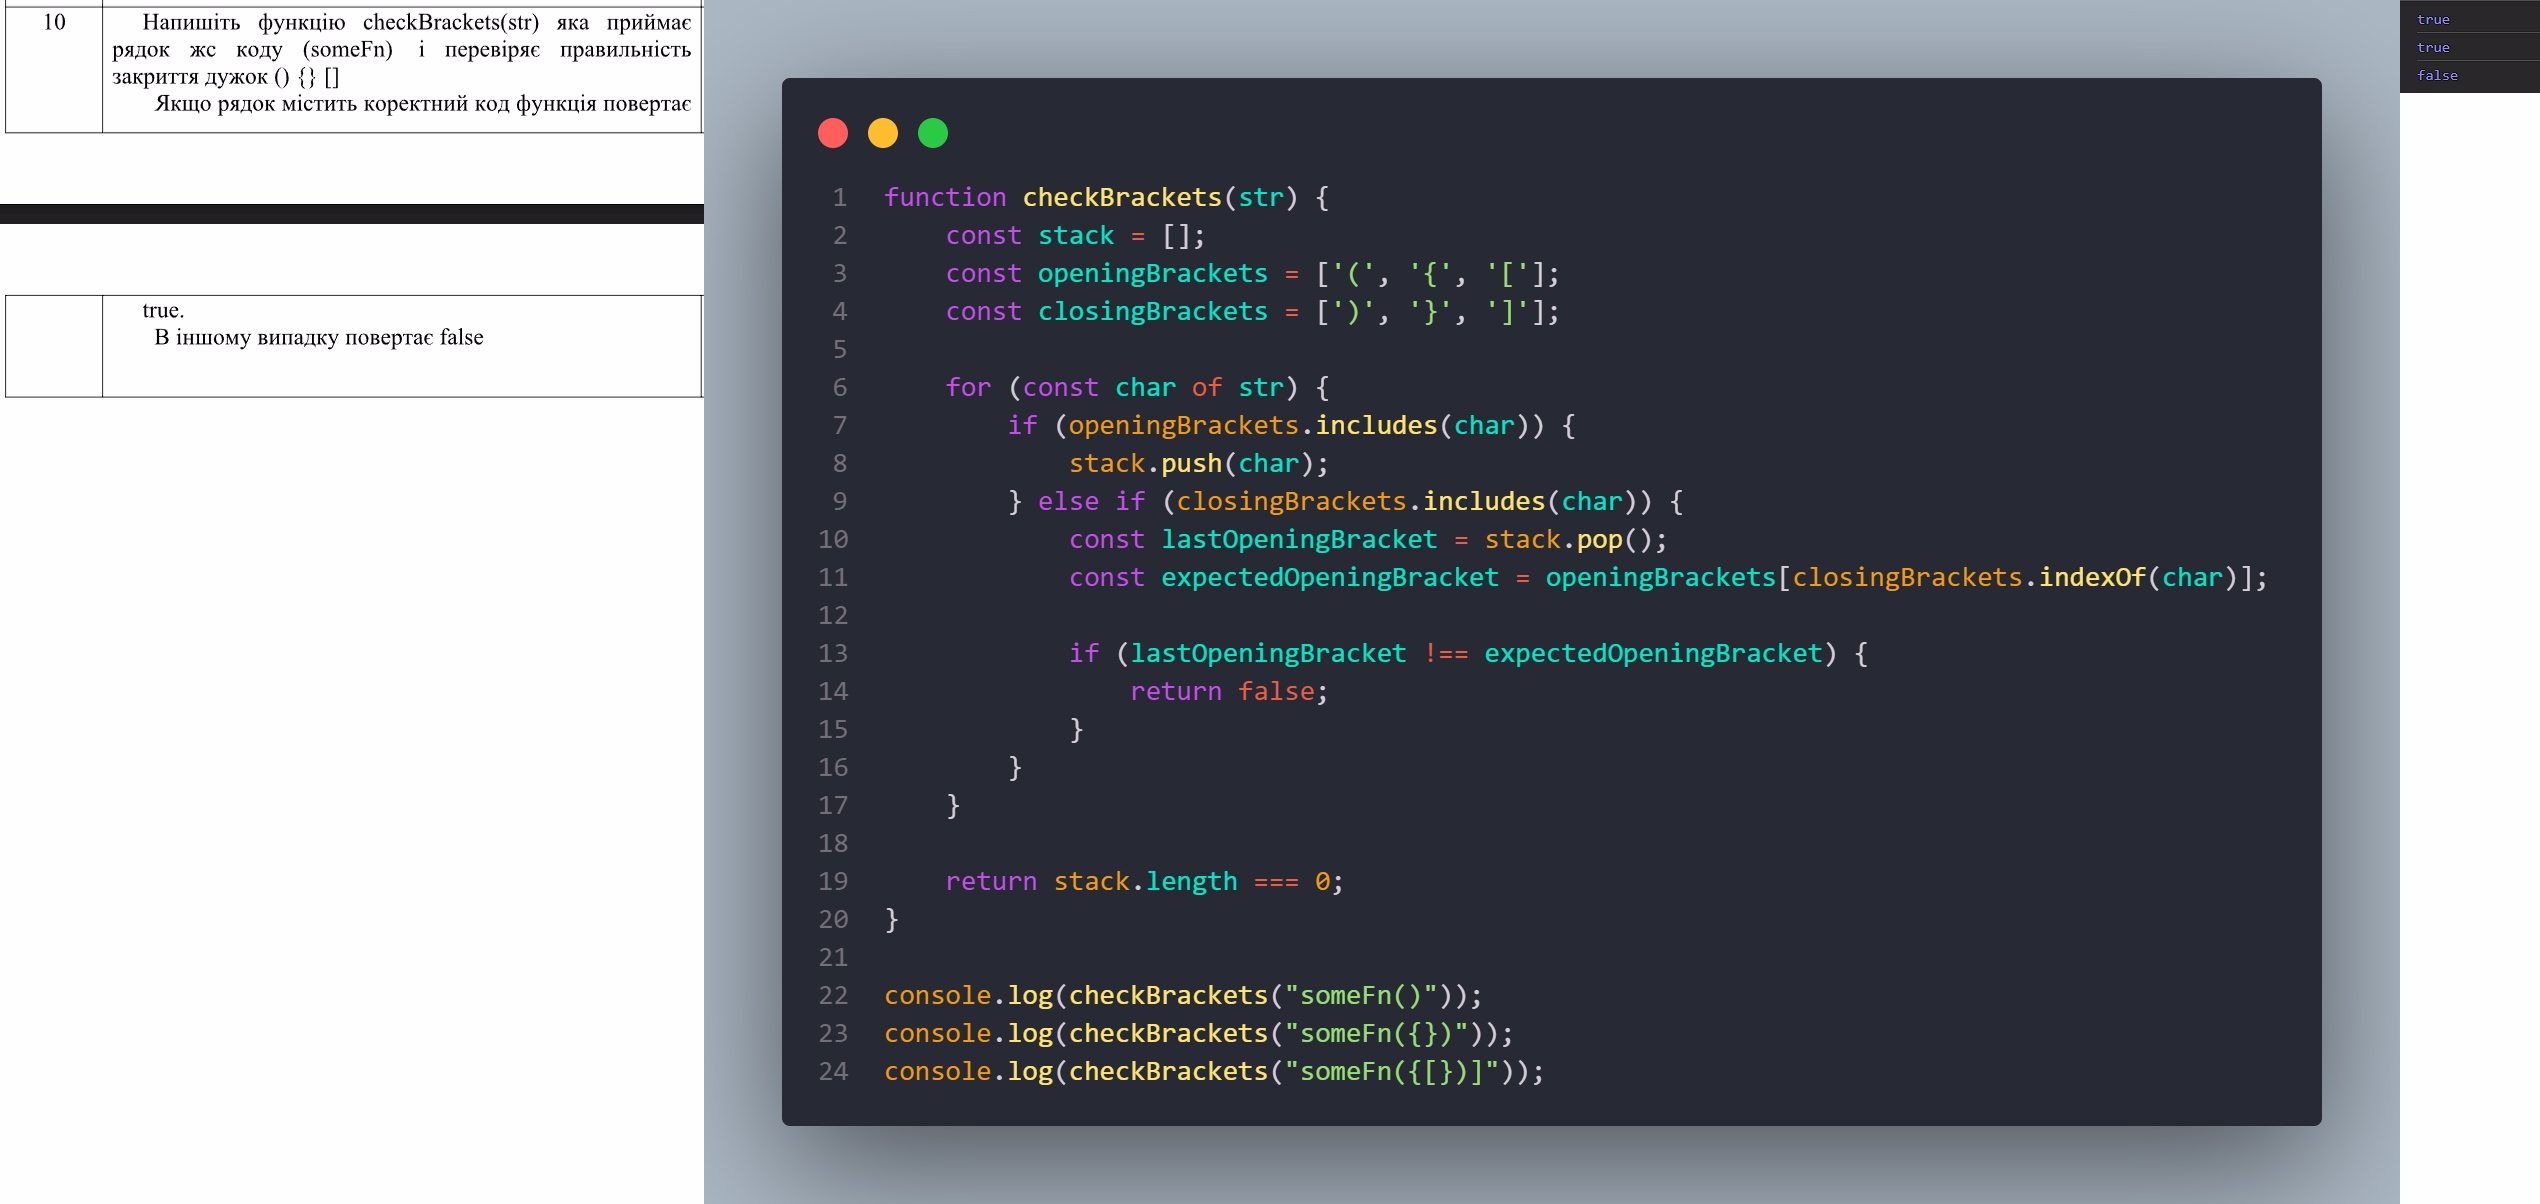 10
Напишіть функцію checkBrackets(str) яка приймає
рядок жс коду (someFn) і перевіряє правильність
закриття дужок () {} []
Якщо рядок містить коректний код функція повертає
true.
В іншому випадку повертає false
1 function checkBrackets(str) {
2     const stack = [];
3     const openingBrackets = ['(', '{', '['];
4     const closingBrackets = [')', '}', ']'];
5
6     for (const char of str) {
7         if (openingBrackets.includes(char)) {
8             stack.push(char);
9         } else if (closingBrackets.includes(char)) {
10             const lastOpeningBracket = stack.pop();
11             const expectedOpeningBracket = openingBrackets[closingBrackets.indexOf(char)];
12
13             if (lastOpeningBracket !== expectedOpeningBracket) {
14                 return false;
15             }
16         }
17     }
18
19     return stack.length === 0;
20 }
21
22 console.log(checkBrackets("someFn()"));
23 console.log(checkBrackets("someFn({})"));
24 console.log(checkBrackets("someFn({[})]"));
true
true
false